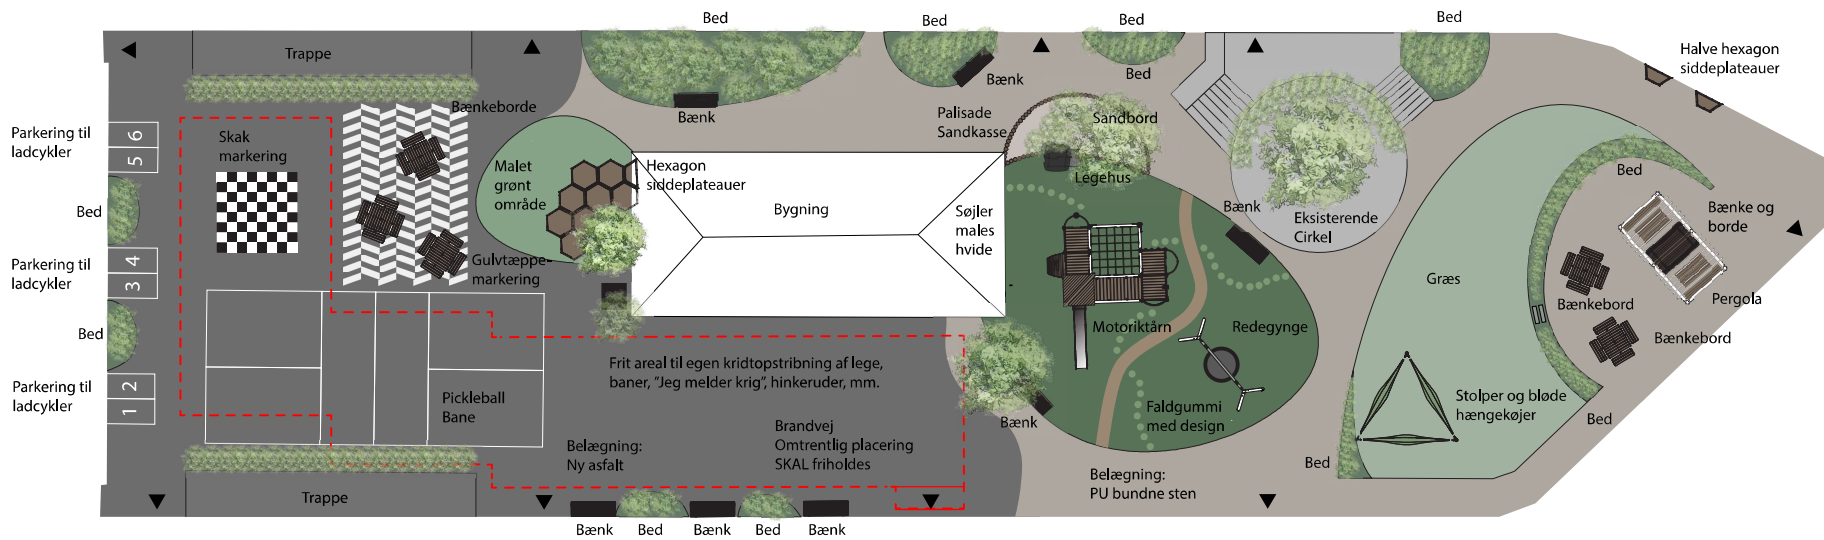 Bed
Bed
Bed
Bed
Trappe
Halve hexagon
siddeplateauer
Bænk
Bed
Bænkeborde
Bænk
Palisade
Sandkasse
Sandbord
Parkering til
ladcykler
6
5
Skak
markering
Malet
grønt
område
Hexagon
siddeplateauer
Legehus
Bed
Bed
Bygning
Søjler
males
hvide
Bænk
Eksisterende
Cirkel
Bænke og
borde
Parkering til
ladcykler
4
3
Gulvtæppe-
markering
Græs
Bænkebord
Pergola
Bed
Motoriktårn
Redegynge
Bænkebord
Frit areal til egen kridtopstribning af lege,
baner, "Jeg melder krig", hinkeruder, mm.
Parkering til
ladcykler
2
1
Pickleball
Bane
Stolper og bløde
hængekøjer
Faldgummi
med design
Bænk
Bed
Belægning:
Ny asfalt
Brandvej
Omtrentlig placering
SKAL friholdes
Bed
Belægning:
PU bundne sten
Trappe
Bænk
Bed
Bænk
Bed
Bænk